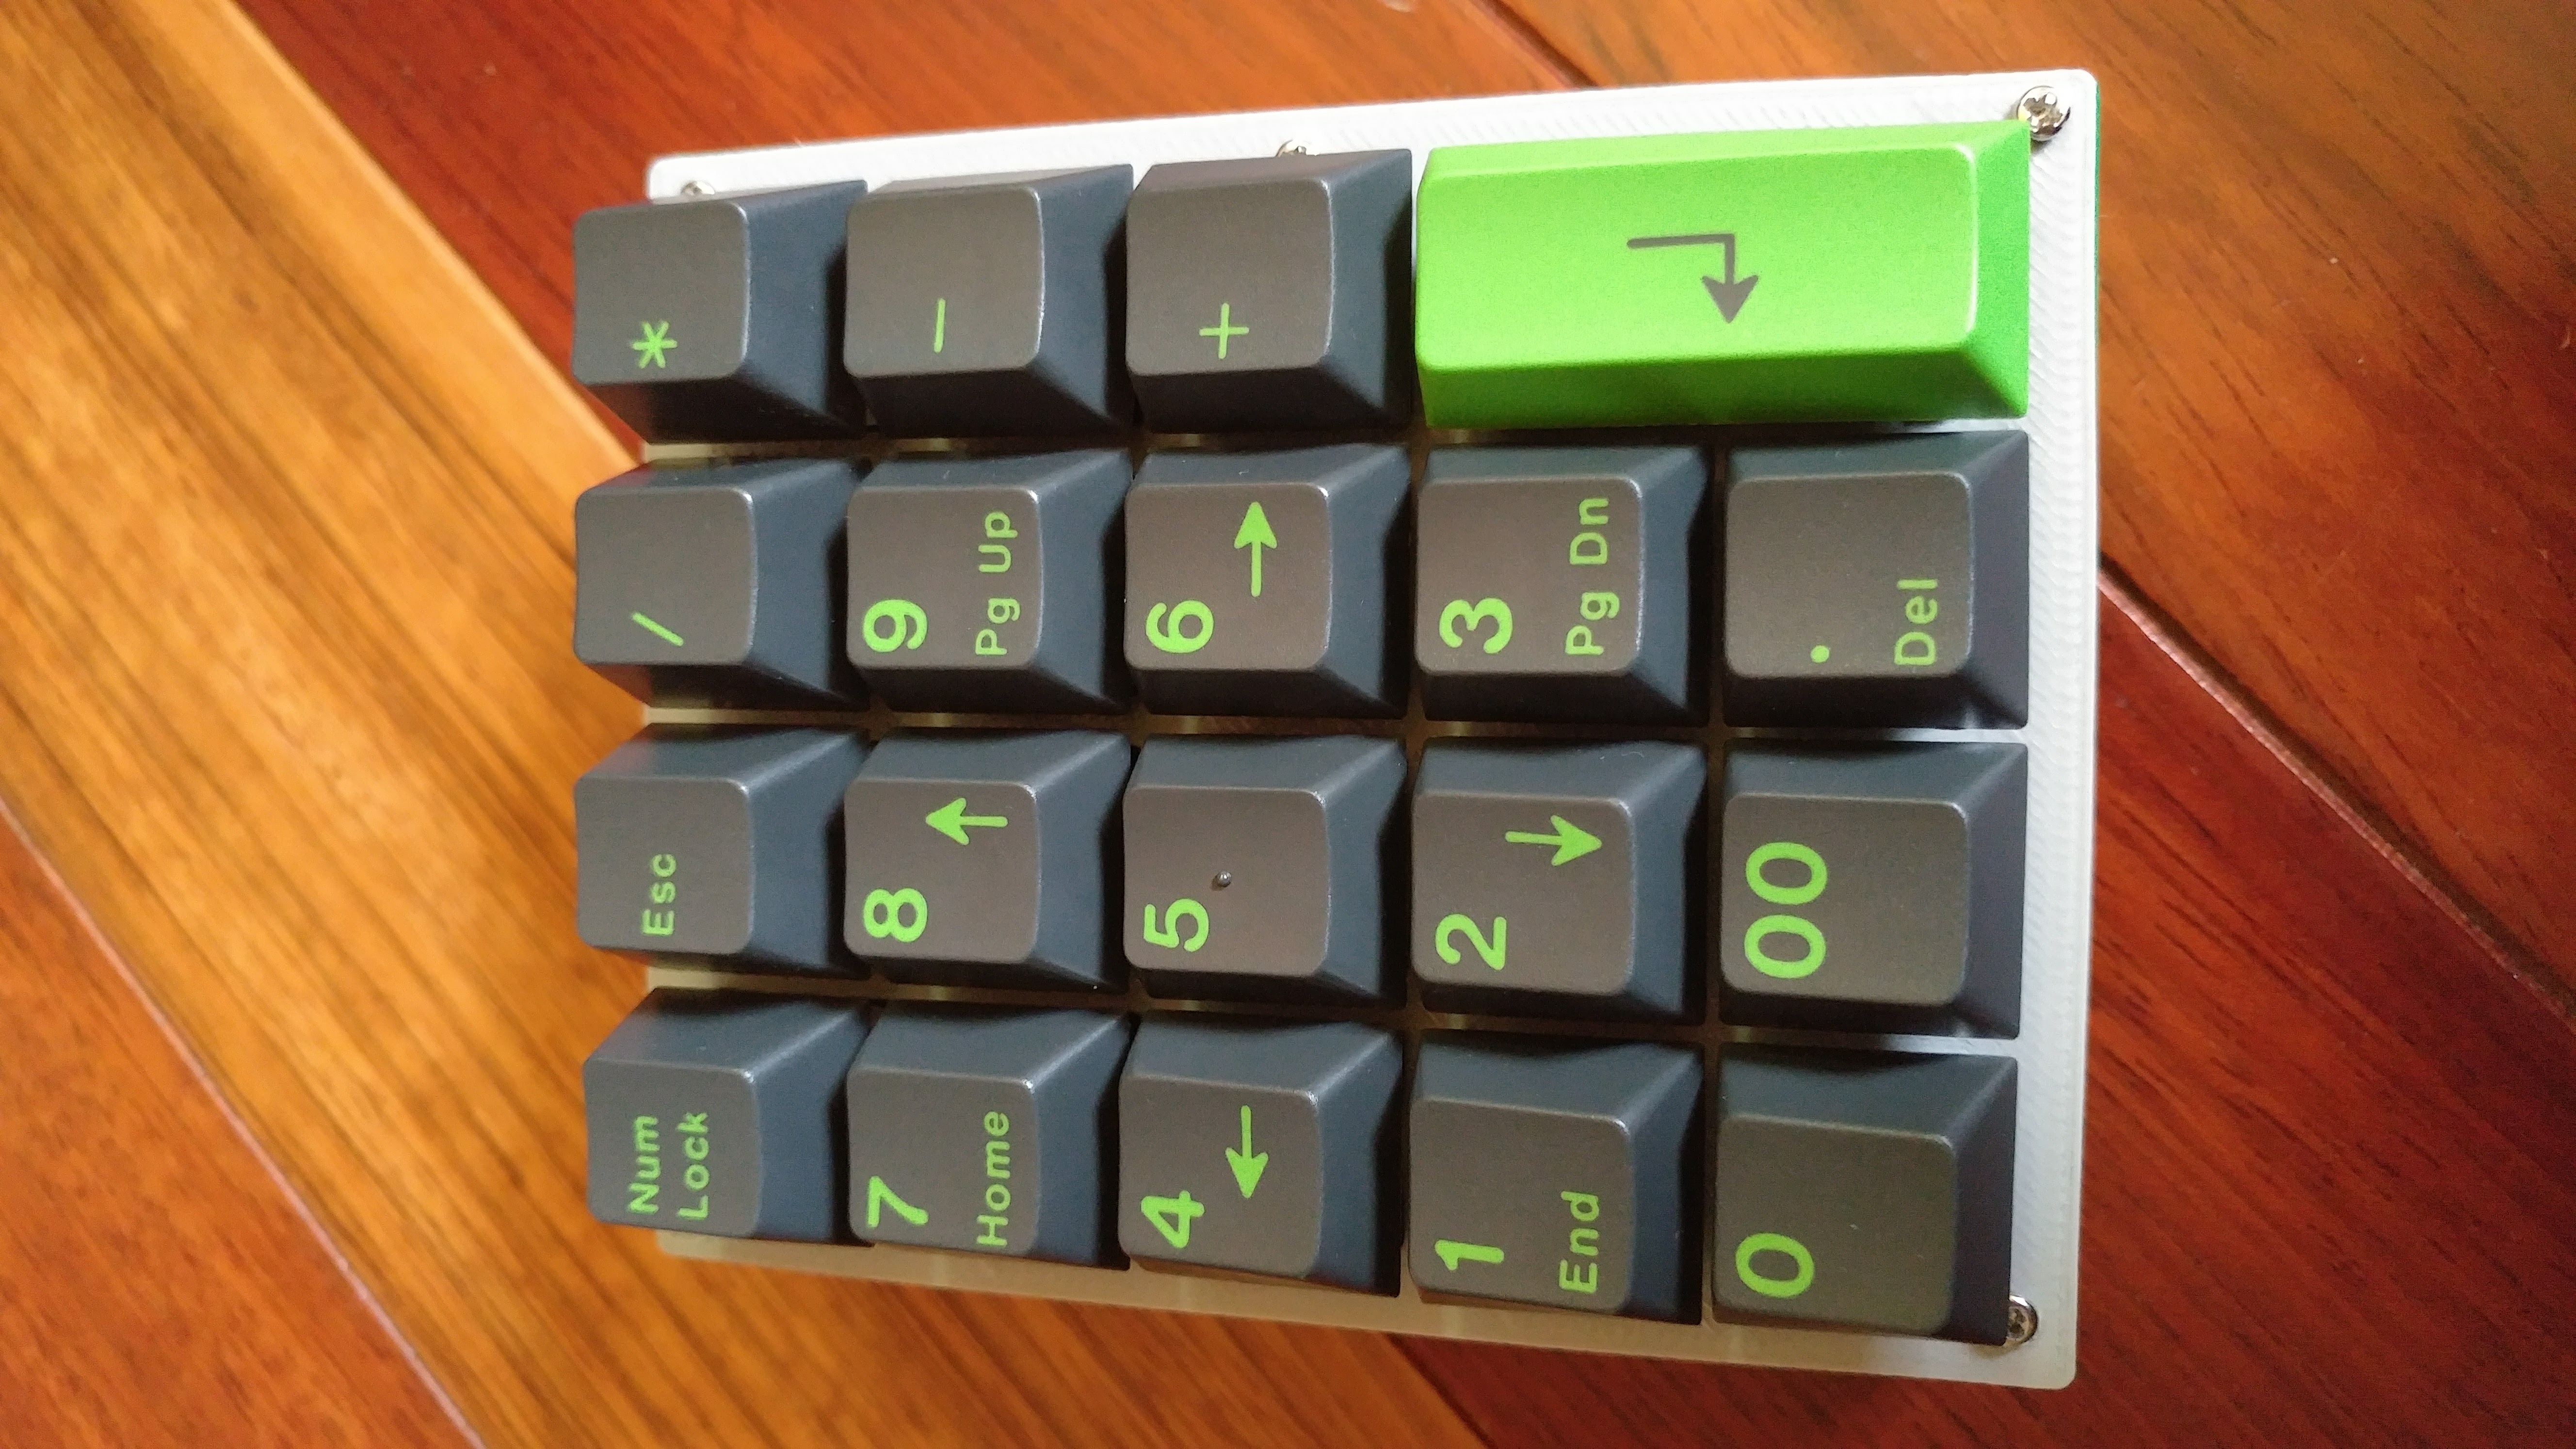 Num
Lock
Esc
/
*
7
Home
8
↑
9
Pg Up
−
4
←
5
6
→
+
1
End
2
↓
3
Pg Dn
0
00
.
Del
↵